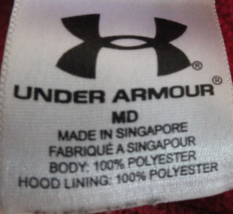 ®
UNDER ARMOUR®
MD
MADE IN SINGAPORE
FABRIQUÉ A SINGAPOUR
BODY: 100% POLYESTER
HOOD LINING: 100% POLYESTER